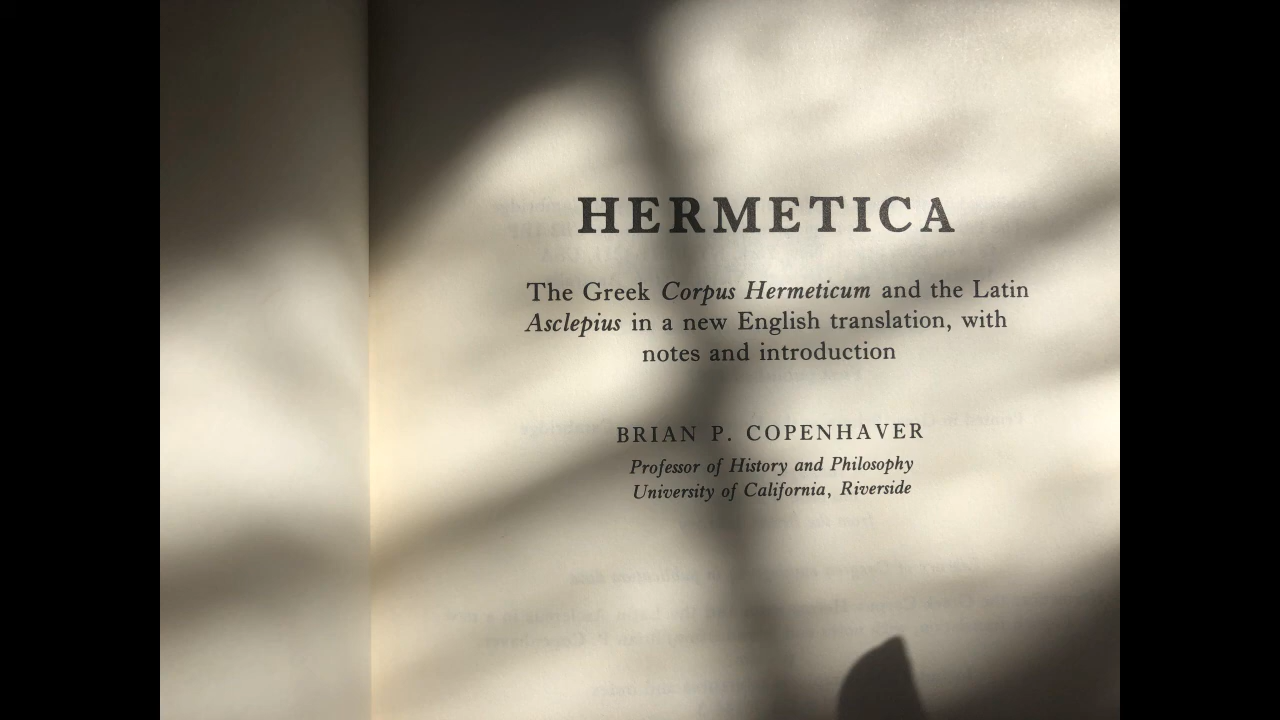 HERMETICA
The Greek Corpus Hermeticum and the Latin
Asclepius in a new English translation, with
notes and introduction
BRIAN P. COPENHAVER
Professor of History and Philosophy
University of California, Riverside